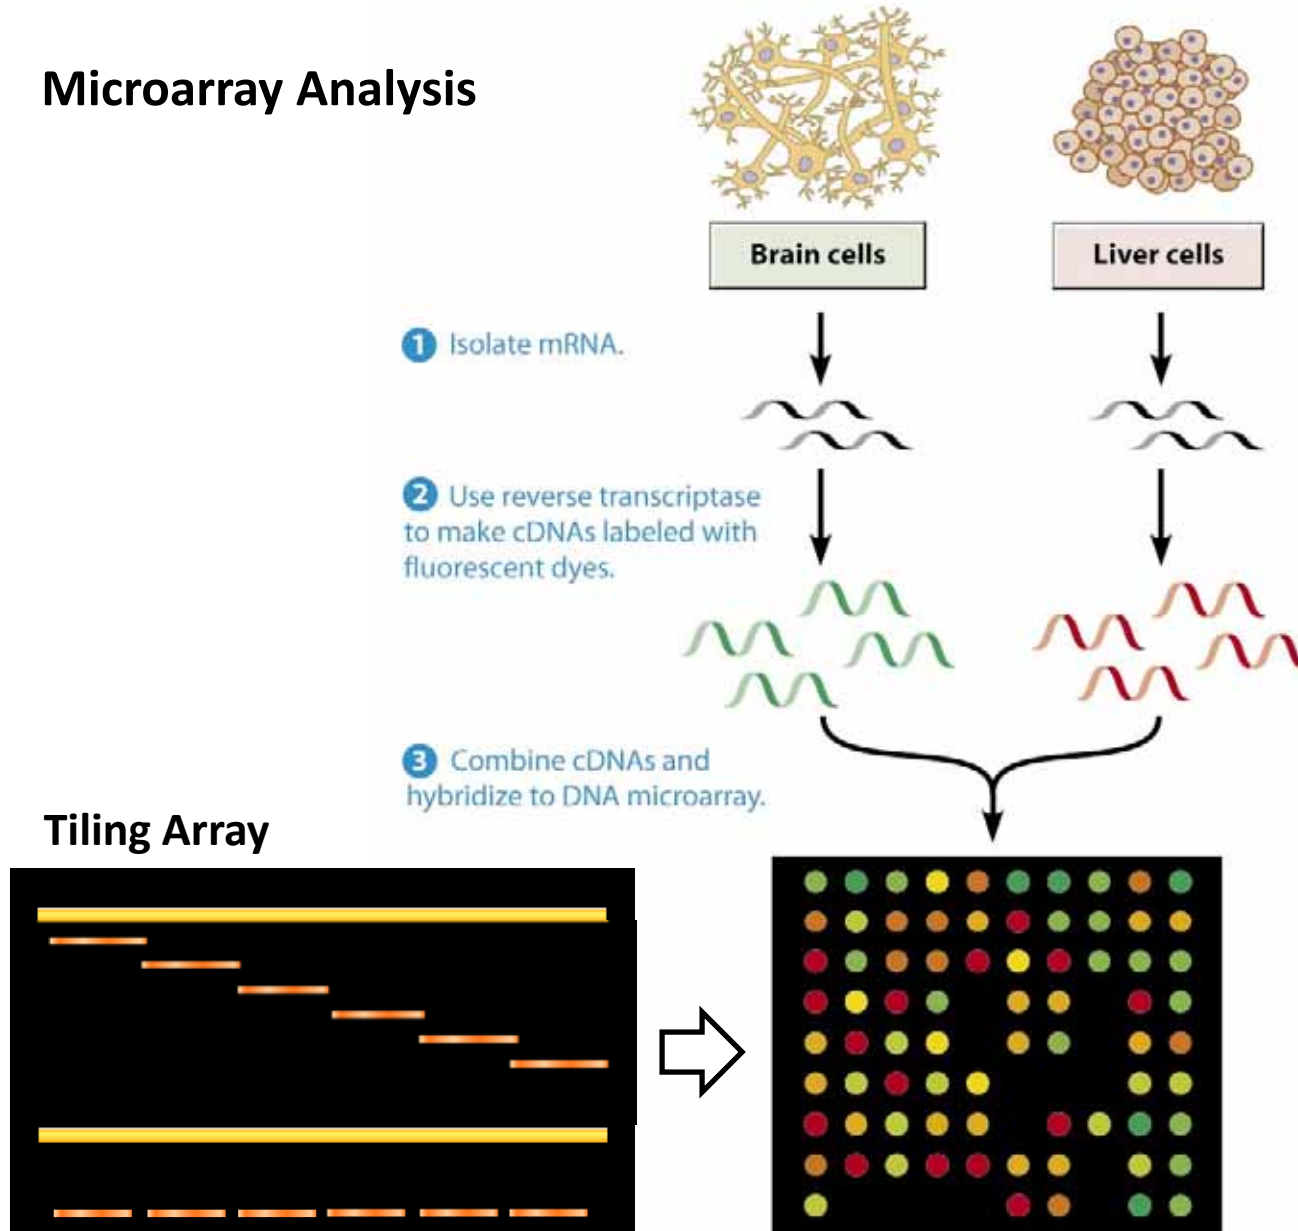 Microarray Analysis
Brain cells
Liver cells
1 Isolate mRNA.
2 Use reverse transcriptase
to make cDNAs labeled with
fluorescent dyes.
3 Combine cDNAs and
hybridize to DNA microarray.
Tiling Array